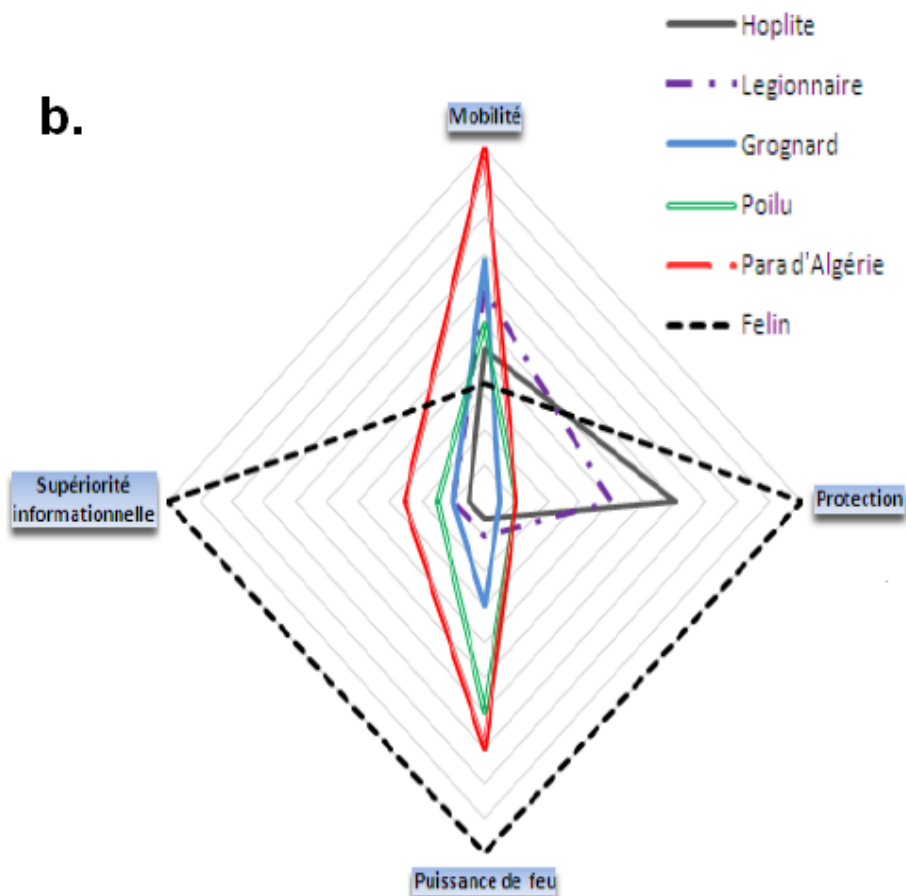 b.
Hoplite
Legionnaire
Grognard
Poilu
Para d'Algérie
Felin
Mobilité
Supériorité
informationnelle
Protection
Puissance de feu